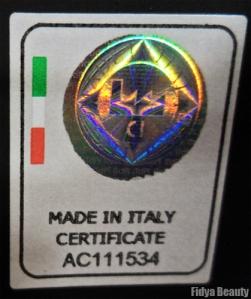 MADE IN ITALY
CERTIFICATE
AC111534
Fidya Beauty